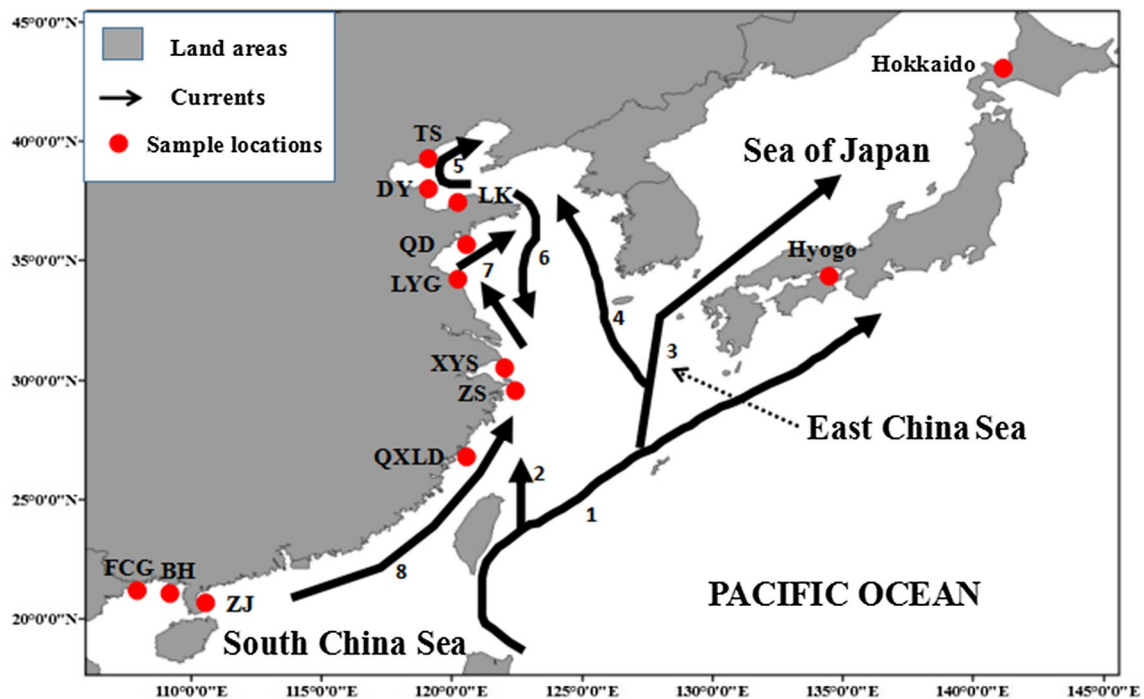 45°0'0"N
40°0'0"N
35°0'0"N
30°0'0"N
25°0'0"N
20°0'0"N
Land areas
Currents
Sample locations
Hokkaido
TS
5
Sea of Japan
DY
LK
QD
6
Hyogo
7
LYG
4
3
XYS
ZS
East China Sea
QXLD
2
1
8
FCG
BH
ZJ
PACIFIC OCEAN
South China Sea
110°0'0"E
115°0'0"E
120°0'0"E
125°0'0"E
130°0'0"E
135°0'0"E
140°0'0"E
145°0'0"E